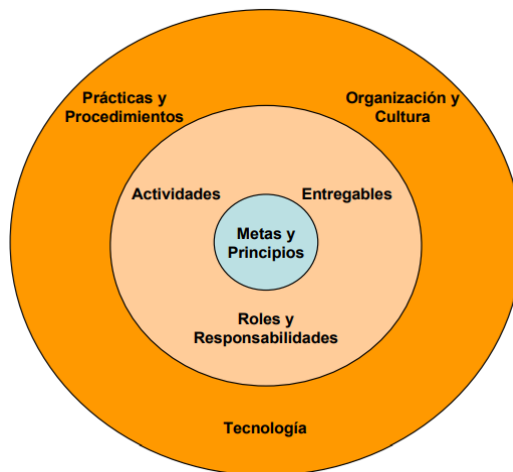 Prácticas y
Procedimientos
Organización y
Cultura
Actividades
Entregables
Metas y
Principios
Roles y
Responsabilidades
Tecnología